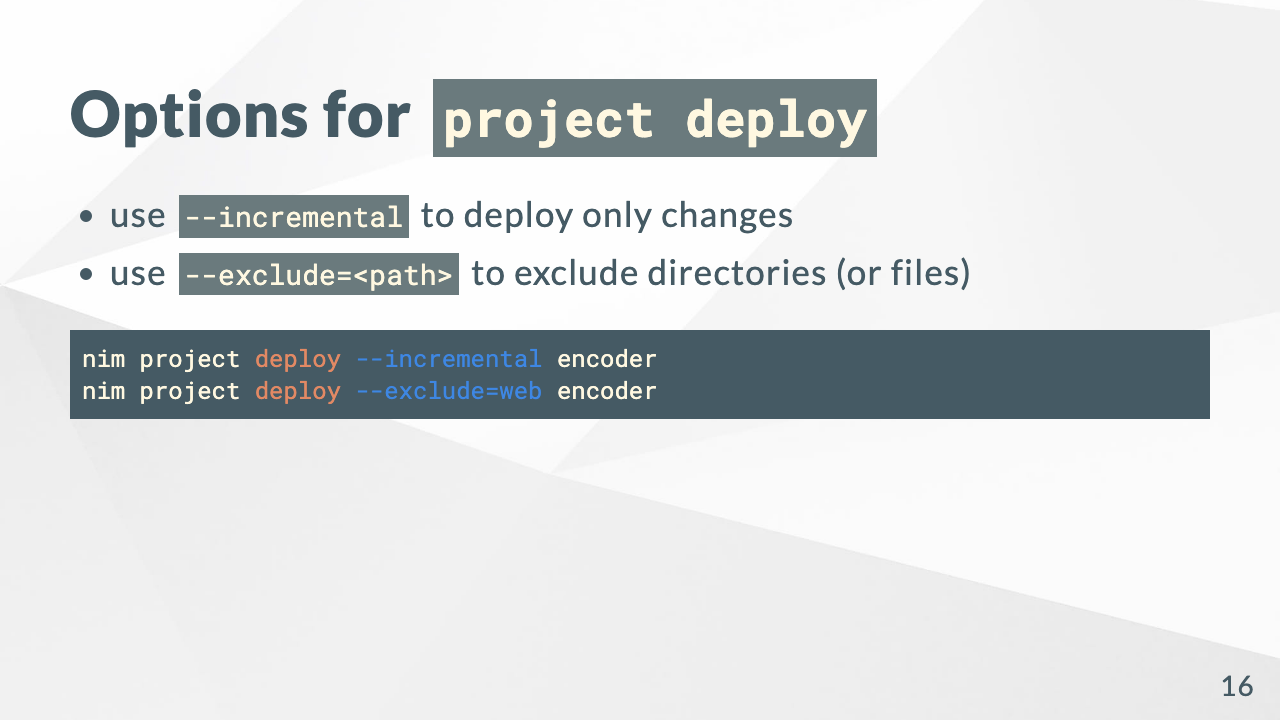 Options for project deploy
• use --incremental to deploy only changes
• use --exclude=<path> to exclude directories (or files)
nim project deploy --incremental encoder
nim project deploy --exclude=web encoder
16